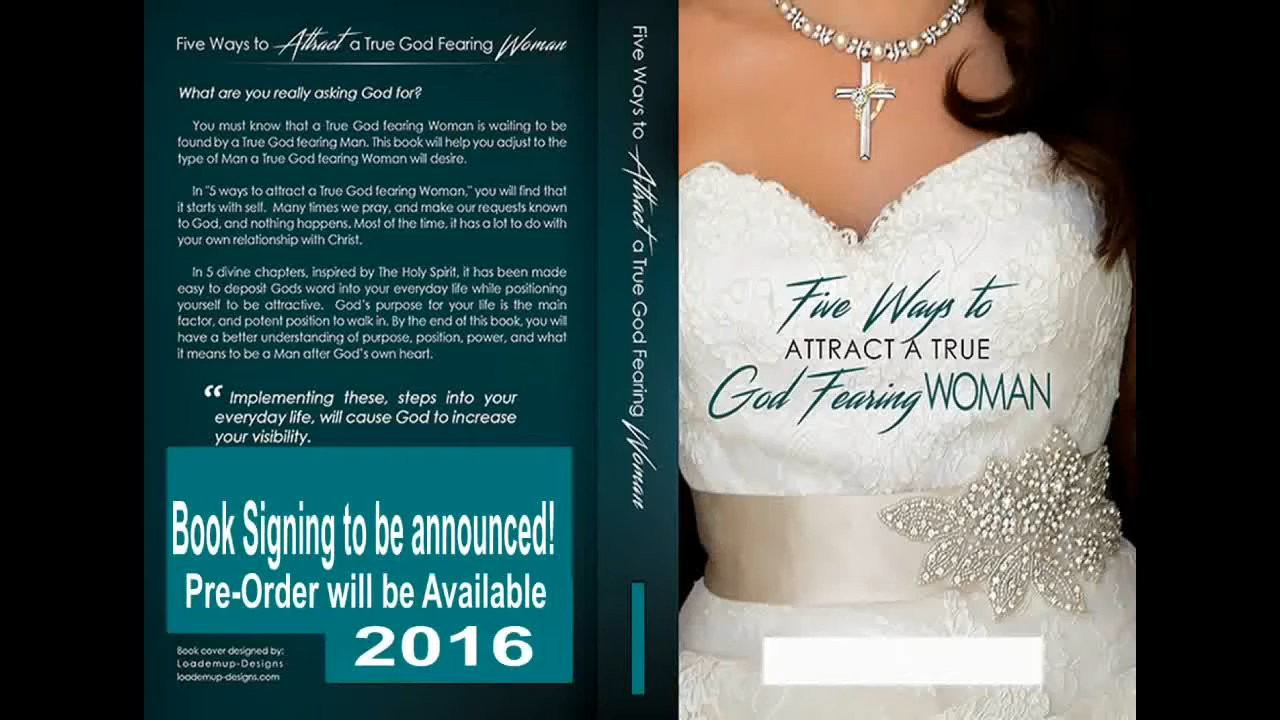 Five Ways to Attract a True God Fearing Woman
What are you really asking God for?
You must know that a True God fearing Woman is waiting to be
found by a True God fearing Man. This book will help you adjust to the
type of Man a True God fearing Woman will desire.
In "5 ways to attract a True God fearing Woman," you will find that
it starts with self. Many times we pray, and make our requests known
to God, and nothing happens. Most of the time, it has a lot to do with
your own relationship with Christ.
In 5 divine chapters, inspired by The Holy Spirit, it has been made
easy to deposit Gods word into your everyday life while positioning
yourself to be attractive. God's purpose for your life is the main
factor, and potent position to walk in. By the end of this book, you will
have a better understanding of purpose, position, power, and what
it means to be a Man after God's own heart.
“ Implementing these, steps into your
everyday life, will cause God to increase
your visibility.
Book Signing to be announced!
Pre-Order will be Available
2016
Book cover designed by:
Loademup-Designs
loademup-designs.com
Five Ways to Attract a True God Fearing Woman
Five Ways to
ATTRACT A TRUE
God Fearing WOMAN